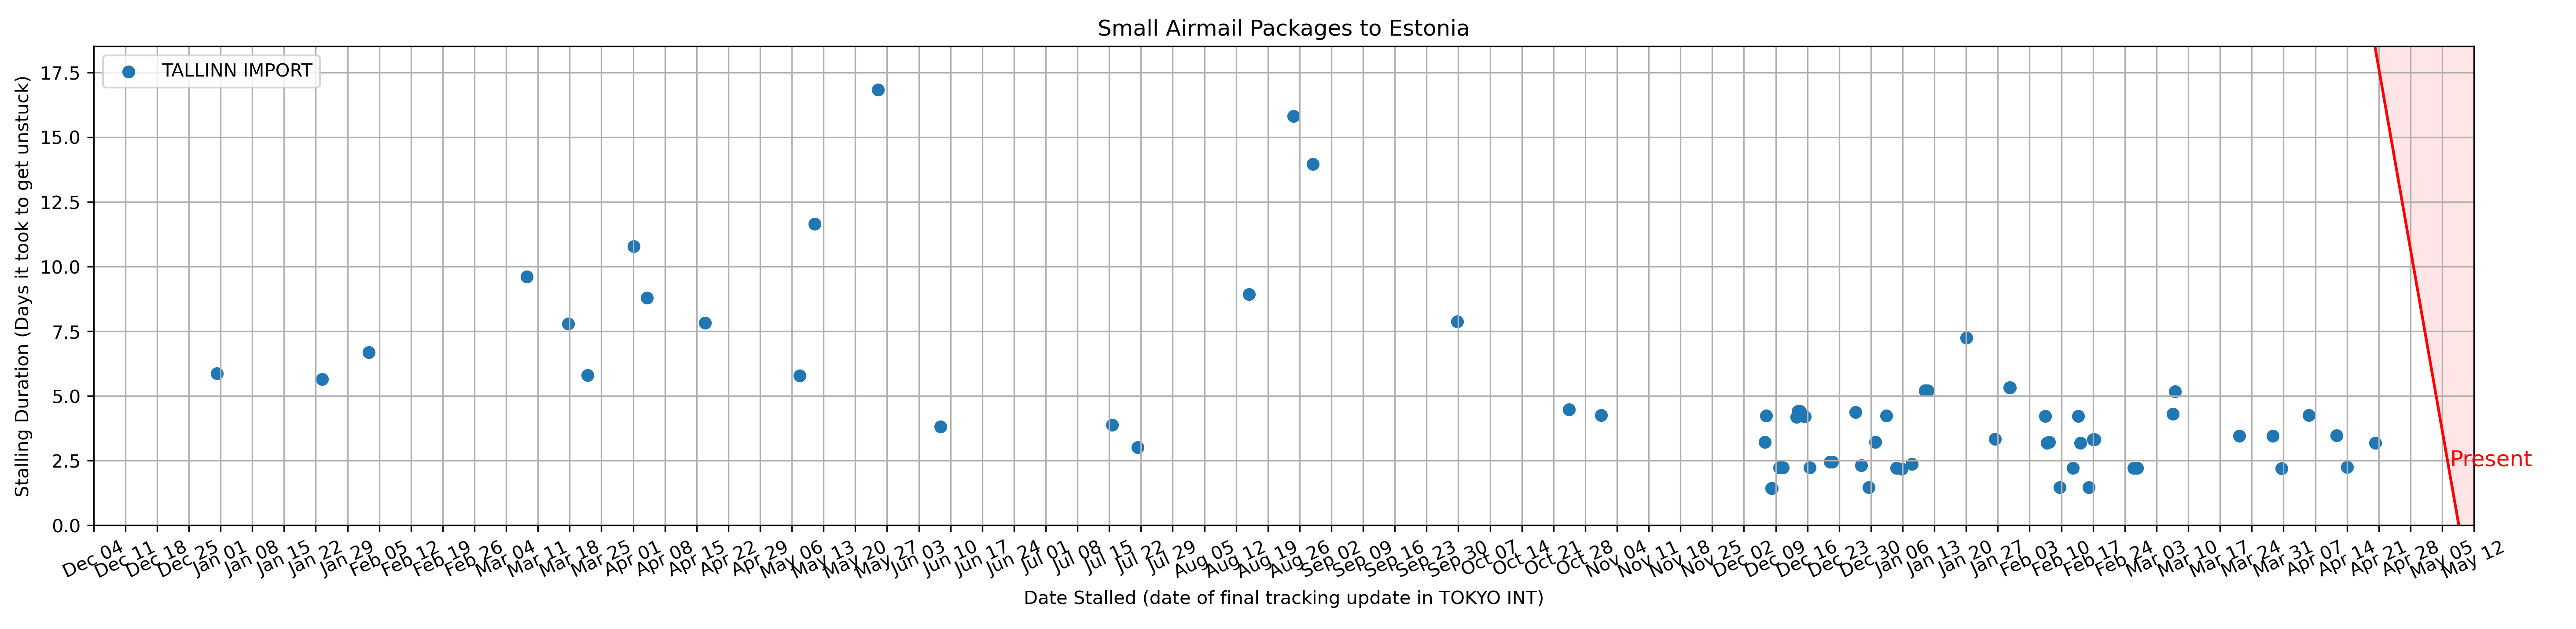 Small Airmail Packages to Estonia
TALLINN IMPORT
Stalling Duration (Days it took to get unstuck)
17.5
15.0
12.5
10.0
7.5
5.0
2.5
0.0
Present
Dec 04
Dec 11
Dec 18
Dec 25
Jan 01
Jan 08
Jan 15
Jan 22
Jan 29
Feb 05
Feb 12
Feb 19
Feb 26
Mar 04
Mar 11
Mar 18
Mar 25
Apr 01
Apr 08
Apr 15
Apr 22
Apr 29
May 06
May 13
May 20
May 27
Jun 03
Jun 10
Jun 17
Jun 24
Jul 01
Jul 08
Jul 15
Jul 22
Jul 29
Aug 05
Aug 12
Aug 19
Aug 26
Sep 02
Sep 09
Sep 16
Sep 23
Sep 30
Oct 07
Oct 14
Oct 21
Oct 28
Nov 04
Nov 11
Nov 18
Nov 25
Dec 02
Dec 09
Dec 16
Dec 23
Dec 30
Jan 06
Jan 13
Jan 20
Jan 27
Feb 03
Feb 10
Feb 17
Feb 24
Mar 03
Mar 10
Mar 17
Mar 24
Mar 31
Apr 07
Apr 14
Apr 21
Apr 28
May 05
May 12
Date Stalled (date of final tracking update in TOKYO INT)